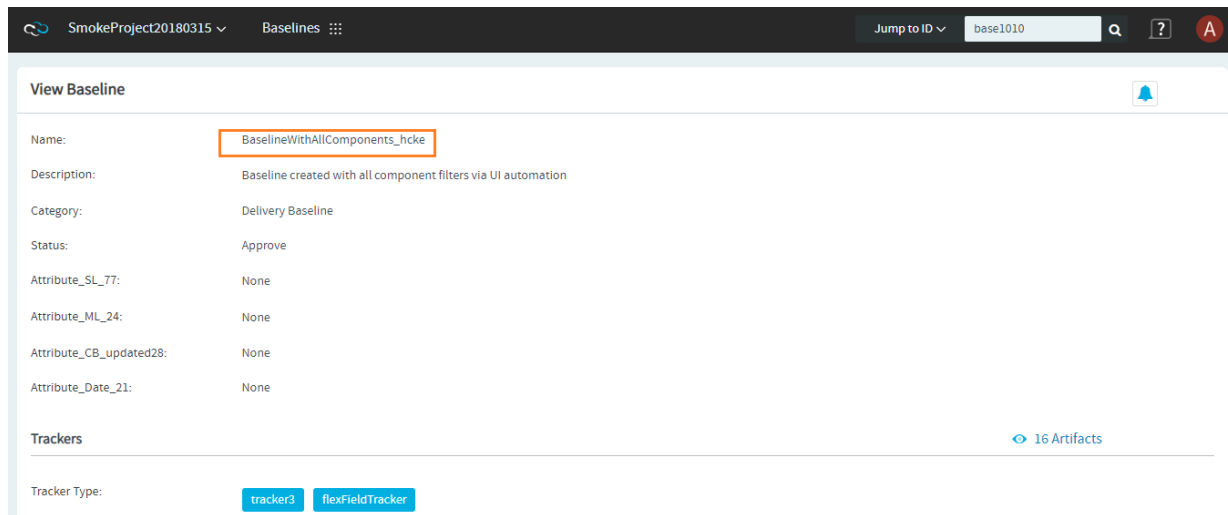 SmokeProject20180315 Baselines Jump to ID base1010 ? A
View Baseline
Name: BaselineWithAllComponents_hcke
Description: Baseline created with all component filters via UI automation
Category: Delivery Baseline
Status: Approve
Attribute_SL_77: None
Attribute_ML_24: None
Attribute_CB_updated28: None
Attribute_Date_21: None
Trackers 16 Artifacts
Tracker Type: tracker3 flexFieldTracker